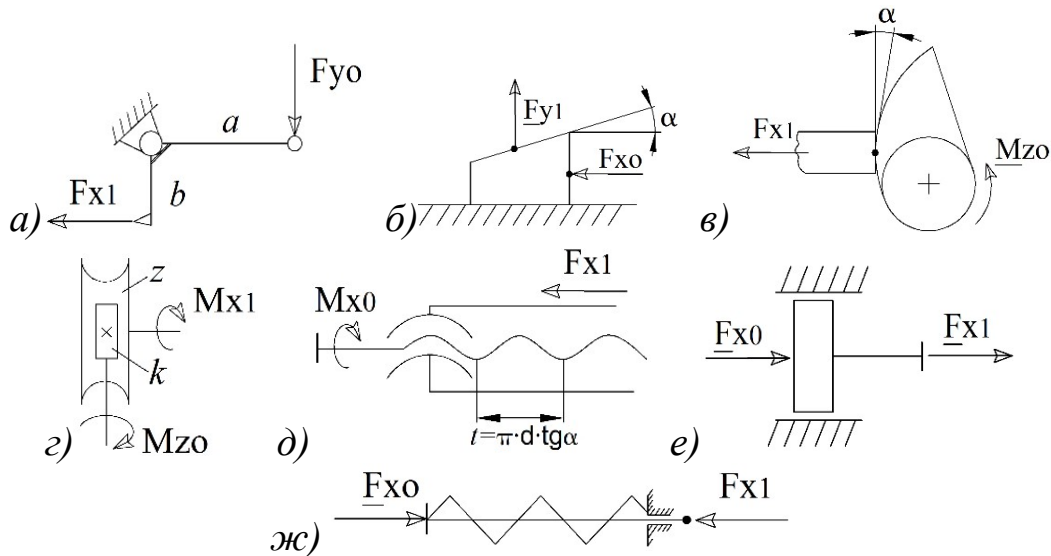 Fyo
a
b
Fx1
а)
Fy1
α
Fxo
б)
α
Fx1
Mzo
в)
z
Mx1
k
Mzo
г)
Fx1
Mx0
t=π·d·tgα
д)
Fx0
Fx1
е)
Fxo
Fx1
ж)